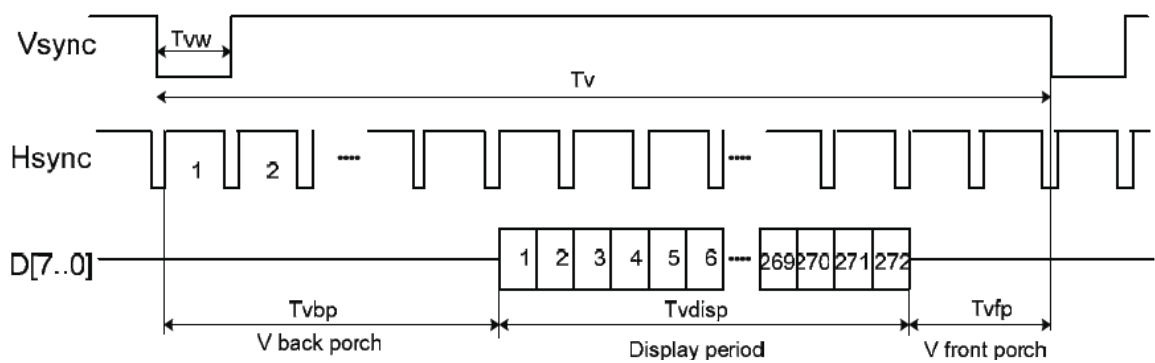 Vsync
Tvw
Tv
Hsync
1 2 ---- ----
D[7..0]
1 2 3 4 5 6 ---- 269 270 271 272
Tvbp Tvdisp Tvfp
V back porch Display period V front porch